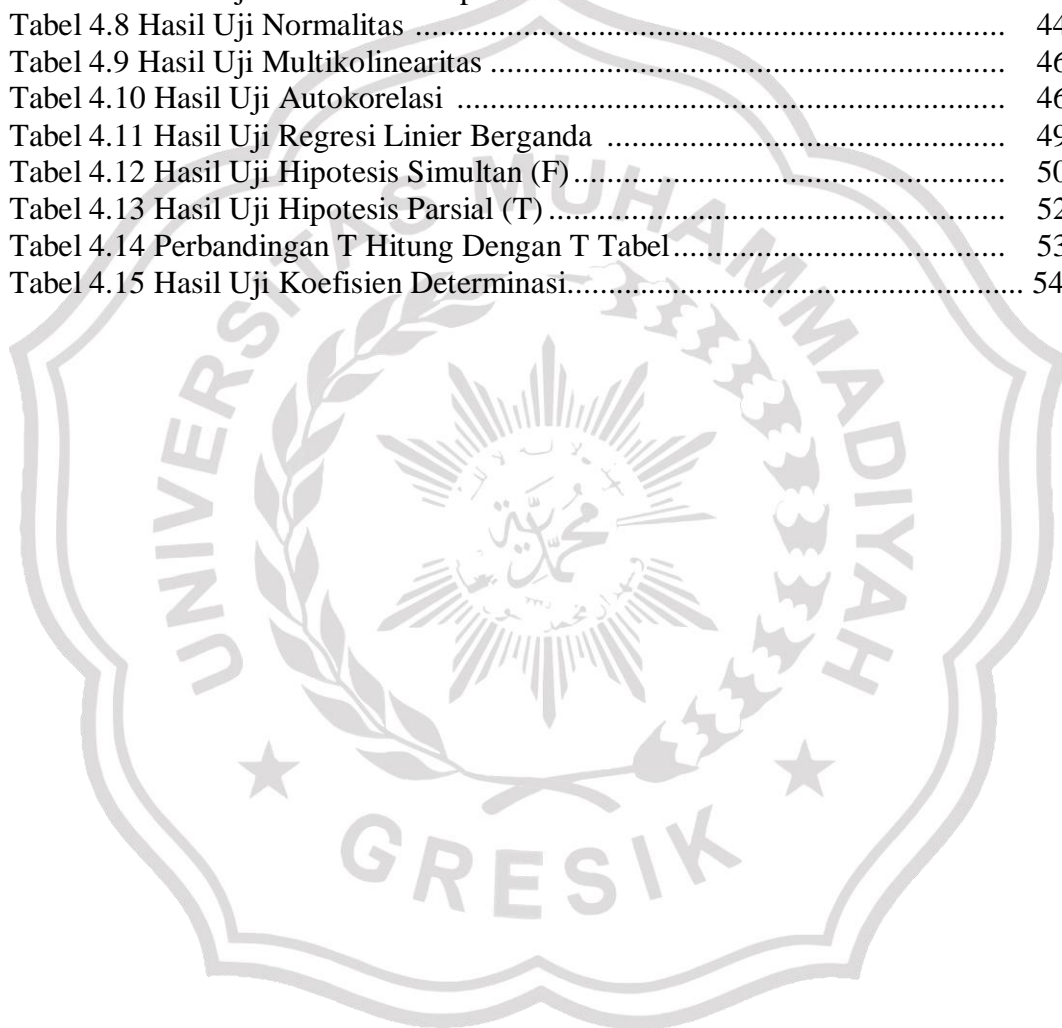 Tabel 4.8 Hasil Uji Normalitas ........................................................................ 44
Tabel 4.9 Hasil Uji Multikolinearitas ............................................................... 46
Tabel 4.10 Hasil Uji Autokorelasi ................................................................... 46
Tabel 4.11 Hasil Uji Regresi Linier Berganda ................................................. 49
Tabel 4.12 Hasil Uji Hipotesis Simultan (F) ..................................................... 50
Tabel 4.13 Hasil Uji Hipotesis Parsial (T) ........................................................ 52
Tabel 4.14 Perbandingan T Hitung Dengan T Tabel ......................................... 53
Tabel 4.15 Hasil Uji Koefisien Determinasi........................................................ 54
UNIVERSITAS MUHAMMADIYAH
محمد
GRESIK